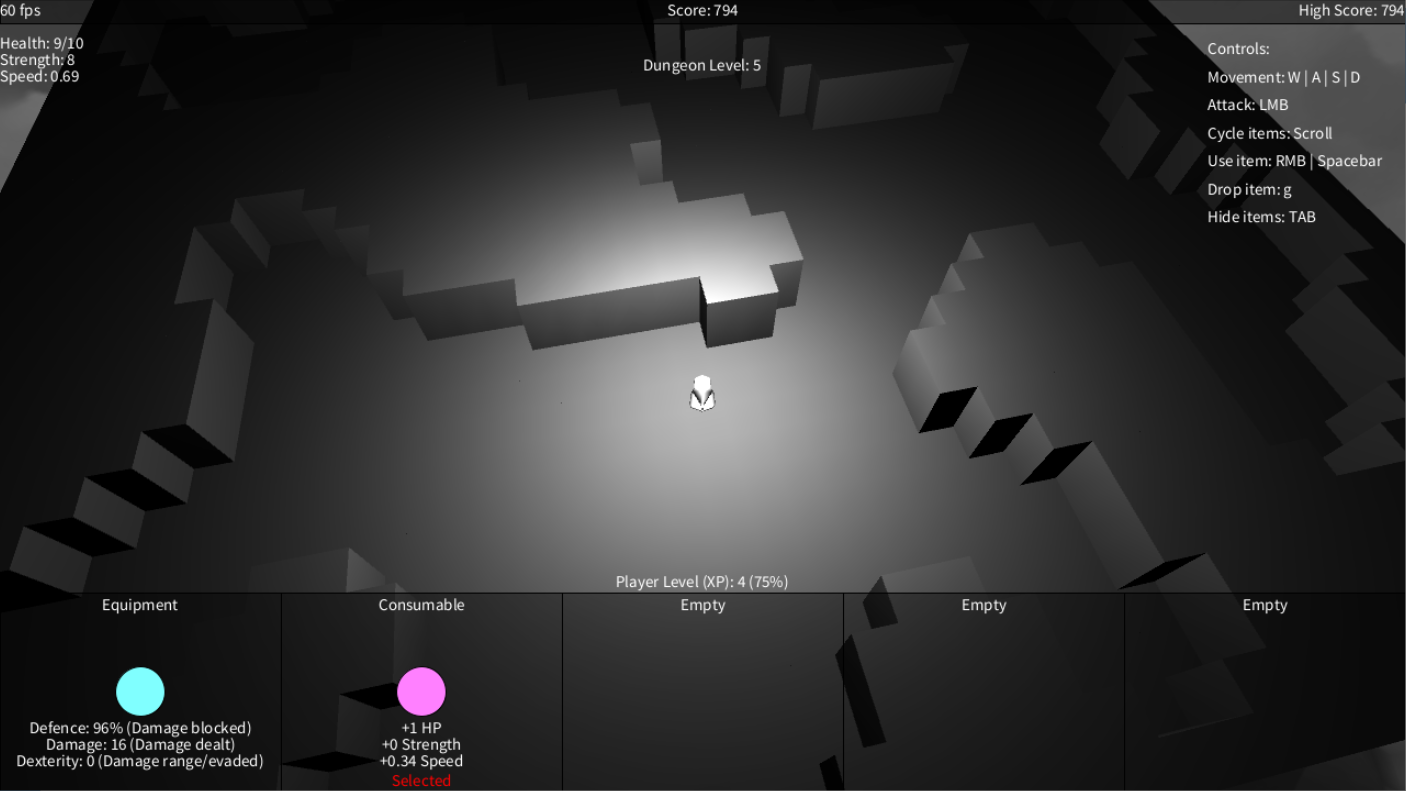 60 fps
Score: 794
High Score: 794
Health: 9/10
Strength: 8
Speed: 0.69
Dungeon Level: 5
Controls:
Movement: W | A | S | D
Attack: LMB
Cycle items: Scroll
Use item: RMB | Spacebar
Drop item: g
Hide items: TAB
Player Level (XP): 4 (75%)
Equipment
Defence: 96% (Damage blocked)
Damage: 16 (Damage dealt)
Dexterity: 0 (Damage range/evaded)
Consumable
+1 HP
+0 Strength
+0.34 Speed
Selected
Empty
Empty
Empty